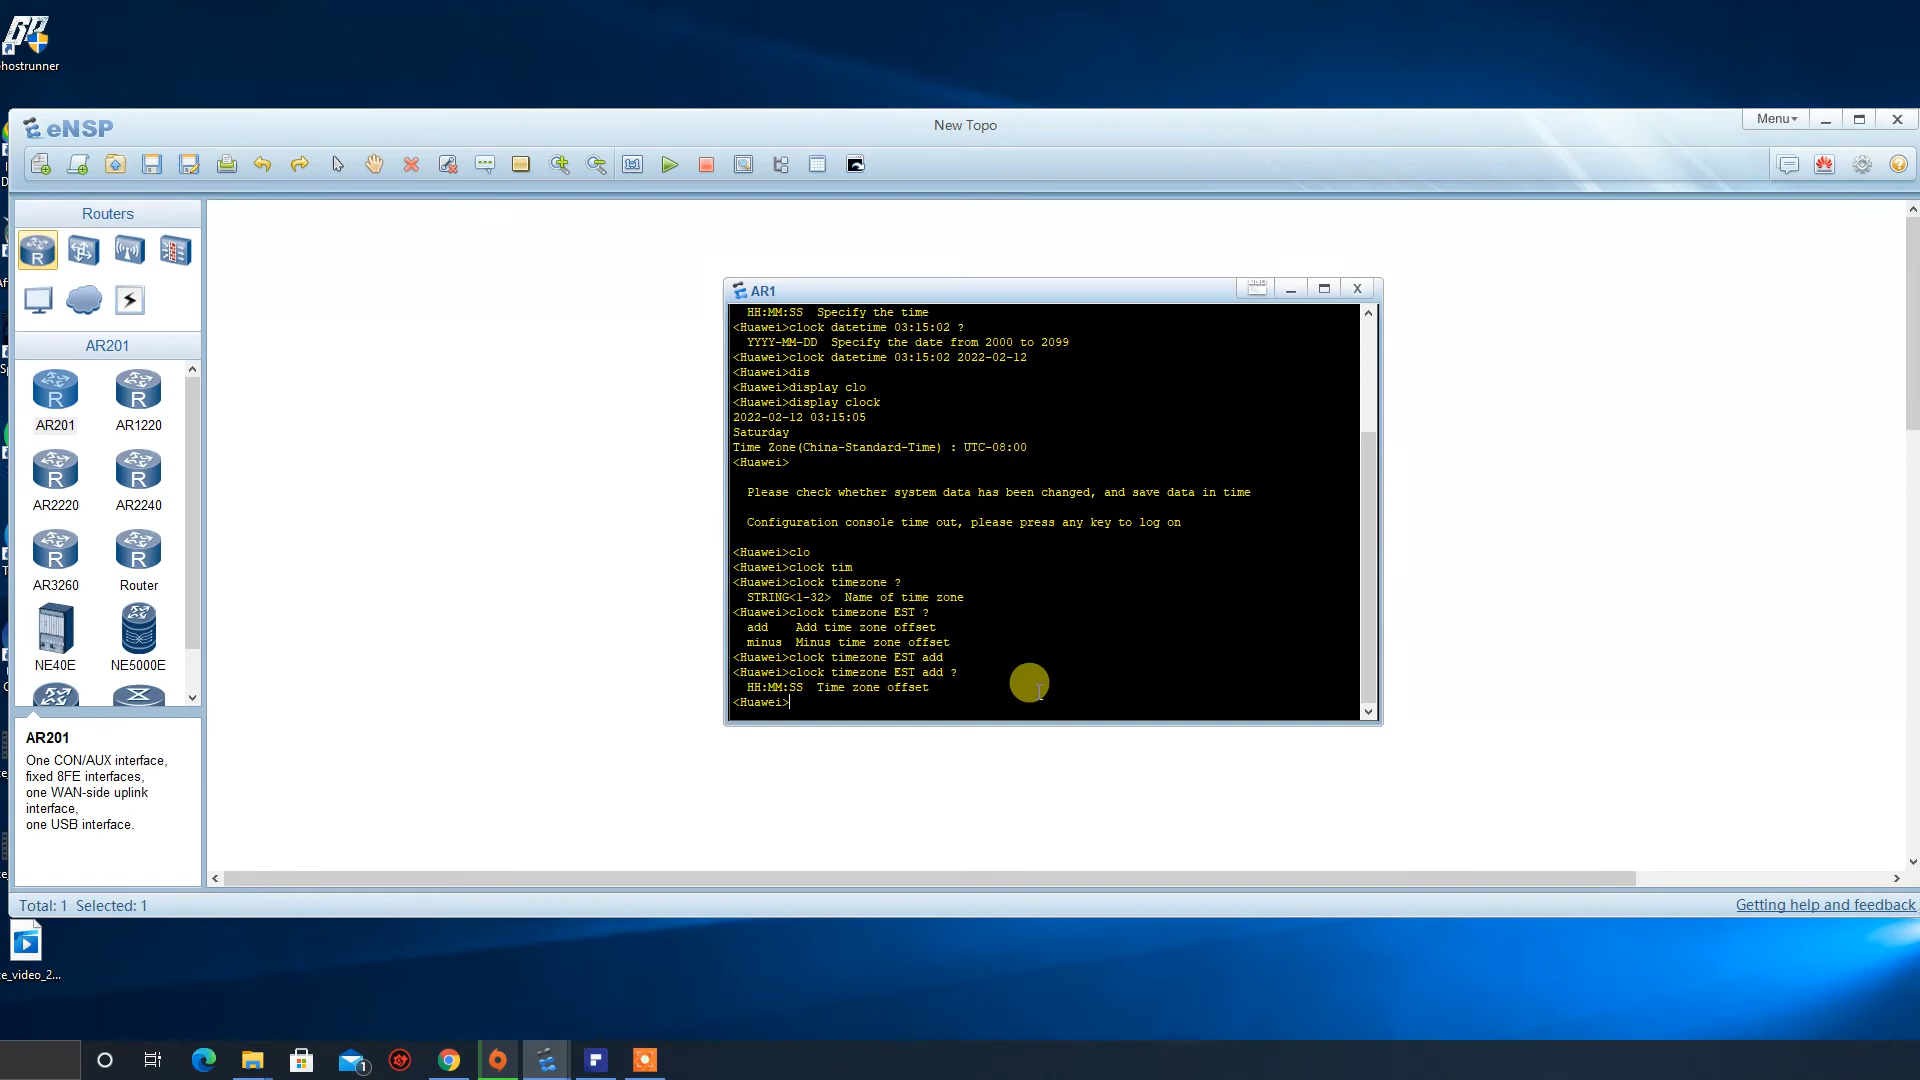 hostrunner
eNSP
New Topo
Menu
1:1
Routers
AR201
AR201
AR1220
AR2220
AR2240
AR3260
Router
NE40E
NE5000E
AR201
One CON/AUX interface,
fixed 8FE interfaces,
one WAN-side uplink
interface,
one USB interface.
AR1
HH:MM:SS  Specify the time
<Huawei>clock datetime 03:15:02 ?
YYYY-MM-DD  Specify the date from 2000 to 2099
<Huawei>clock datetime 03:15:02 2022-02-12
<Huawei>dis
<Huawei>display clo
<Huawei>display clock
2022-02-12 03:15:05
Saturday
Time Zone(China-Standard-Time) : UTC-08:00
<Huawei>
Please check whether system data has been changed, and save data in time
Configuration console time out, please press any key to log on
<Huawei>clo
<Huawei>clock tim
<Huawei>clock timezone ?
STRING<1-32>  Name of time zone
<Huawei>clock timezone EST ?
add    Add time zone offset
minus  Minus time zone offset
<Huawei>clock timezone EST add
<Huawei>clock timezone EST add ?
HH:MM:SS  Time zone offset
<Huawei>
Total: 1  Selected: 1
Getting help and feedback
e_video_2...
1